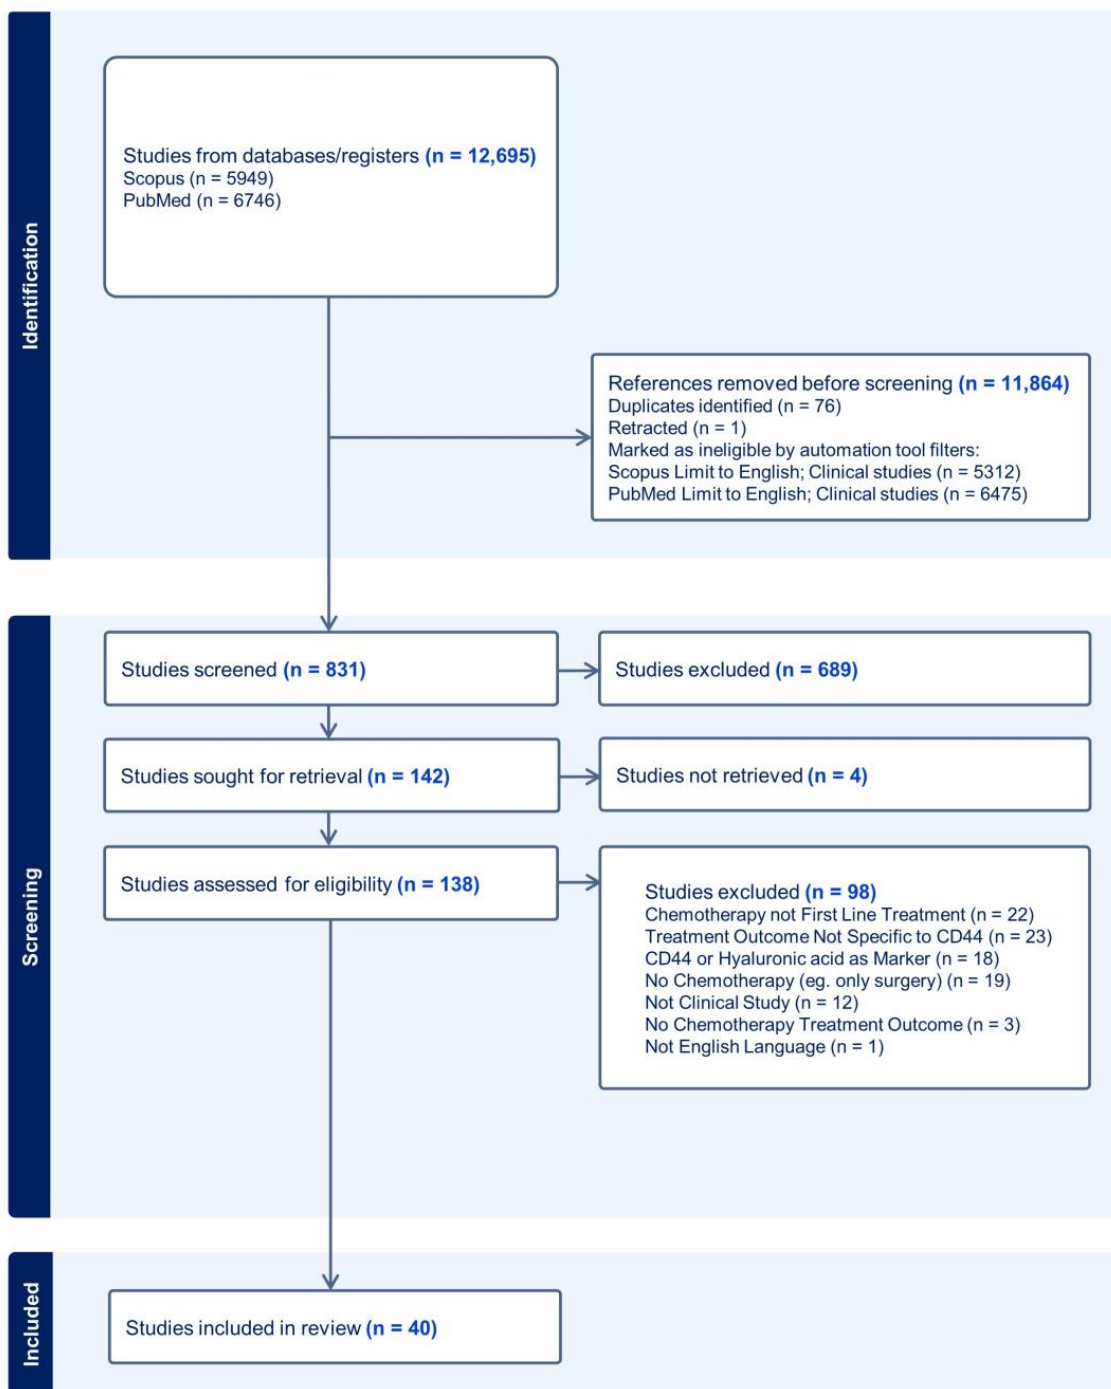 Identification
Studies from databases/registers (n = 12,695)
Scopus (n = 5949)
PubMed (n = 6746)
References removed before screening (n = 11,864)
Duplicates identified (n = 76)
Retracted (n = 1)
Marked as ineligible by automation tool filters:
Scopus Limit to English; Clinical studies (n = 5312)
PubMed Limit to English; Clinical studies (n = 6475)
Screening
Studies screened (n = 831)
Studies excluded (n = 689)
Studies sought for retrieval (n = 142)
Studies not retrieved (n = 4)
Studies assessed for eligibility (n = 138)
Studies excluded (n = 98)
Chemotherapy not First Line Treatment (n = 22)
Treatment Outcome Not Specific to CD44 (n = 23)
CD44 or Hyaluronic acid as Marker (n = 18)
No Chemotherapy (eg. only surgery) (n = 19)
Not Clinical Study (n = 12)
No Chemotherapy Treatment Outcome (n = 3)
Not English Language (n = 1)
Included
Studies included in review (n = 40)